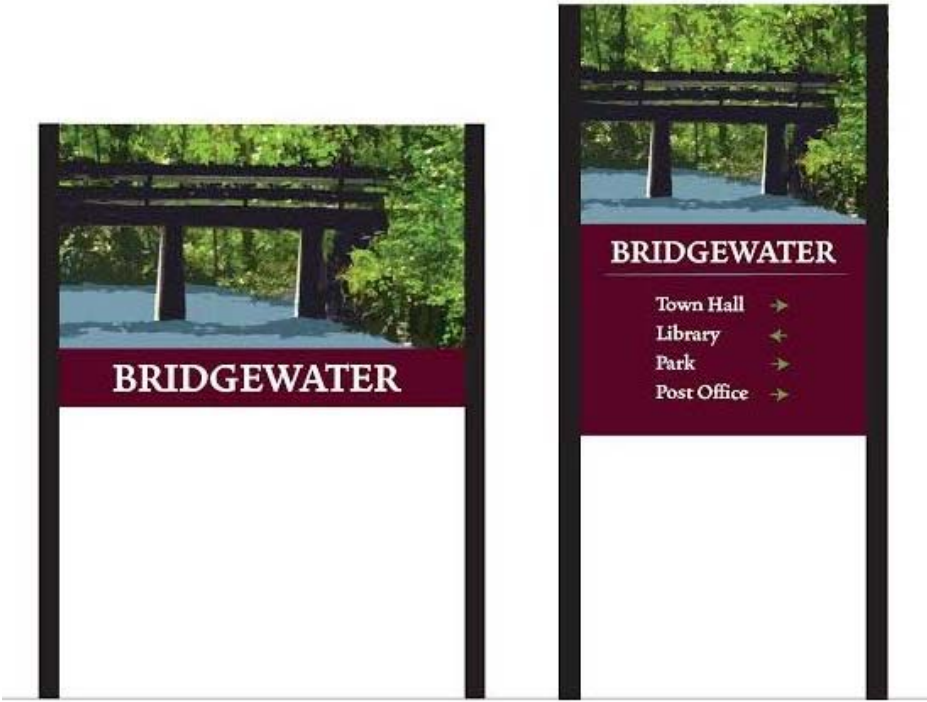 BRIDGEWATER
BRIDGEWATER
Town Hall →
Library ←
Park →
Post Office →